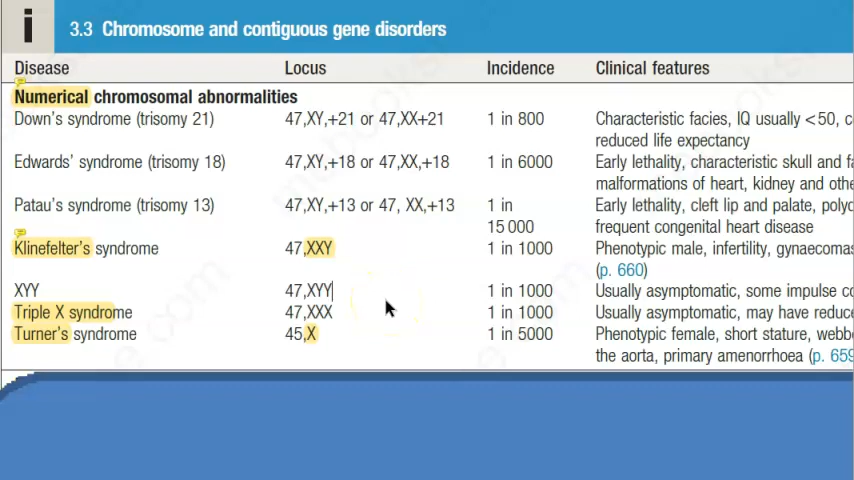 i 3.3 Chromosome and contiguous gene disorders
Disease Locus Incidence Clinical features
Numerical chromosomal abnormalities
Down's syndrome (trisomy 21) 47,XY,+21 or 47,XX+21 1 in 800 Characteristic facies, IQ usually <50, c
reduced life expectancy
Edwards' syndrome (trisomy 18) 47,XY,+18 or 47,XX,+18 1 in 6000 Early lethality, characteristic skull and fa
malformations of heart, kidney and othe
Patau's syndrome (trisomy 13) 47,XY,+13 or 47, XX,+13 1 in Early lethality, cleft lip and palate, polyd
15 000 frequent congenital heart disease
Klinefelter's syndrome 47,XXY 1 in 1000 Phenotypic male, infertility, gynaecomas
(p. 660)
XYY 47,XYY 1 in 1000 Usually asymptomatic, some impulse co
Triple X syndrome 47,XXX 1 in 1000 Usually asymptomatic, may have reduce
Turner's syndrome 45,X 1 in 5000 Phenotypic female, short stature, webbe
the aorta, primary amenorrhoea (p. 659